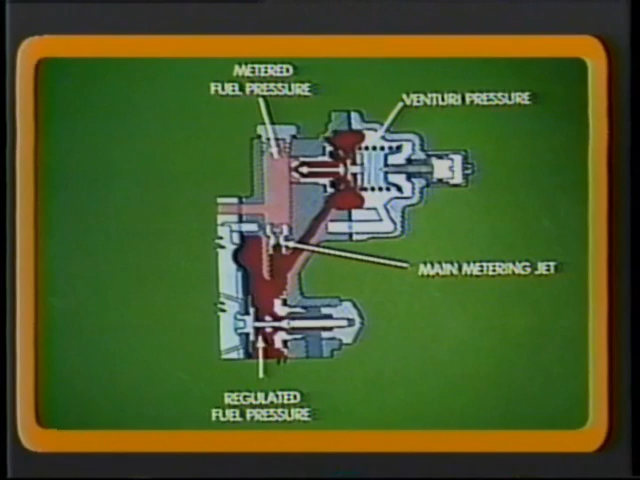 METERED
FUEL PRESSURE
VENTURI PRESSURE
MAIN METERING JET
REGULATED
FUEL PRESSURE